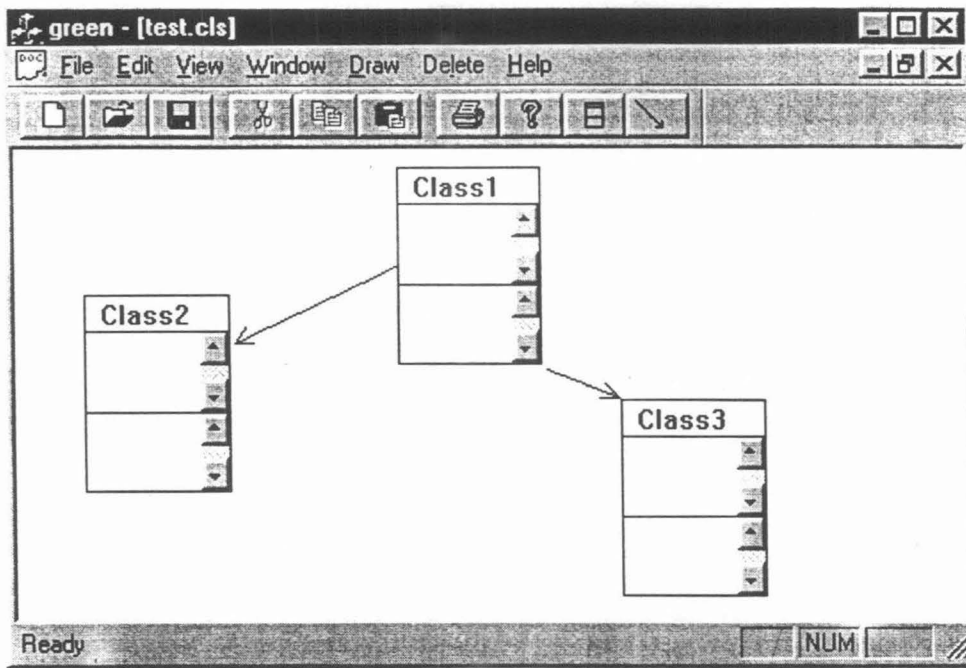 green - [test.cls]
File Edit View Window Draw Delete Help
Class1
Class2
Class3
Ready NUM